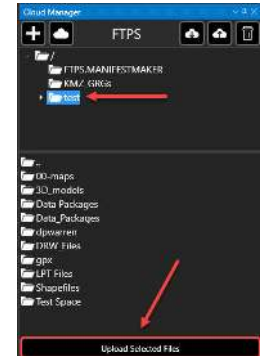 Cloud Manager
FTPS
/
FTPS.MANIFESTMAKER
KMZ_GRGs
test
..
00-maps
3D_models
Data Packages
Data_Packages
dpwarren
DRW Files
gpx
LPT Files
Shapefiles
Test Space
Upload Selected Files